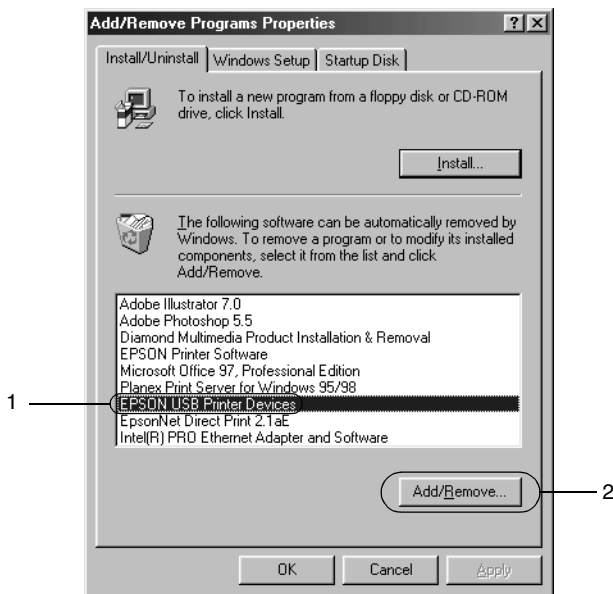 Add/Remove Programs Properties
Install/Uninstall
Windows Setup
Startup Disk
To install a new program from a floppy disk or CD-ROM
drive, click Install.
Install...
The following software can be automatically removed by
Windows. To remove a program or to modify its installed
components, select it from the list and click
Add/Remove.
Adobe Illustrator 7.0
Adobe Photoshop 5.5
Diamond Multimedia Product Installation & Removal
EPSON Printer Software
Microsoft Office 97, Professional Edition
Planex Print Server for Windows 95/98
1
EPSON USB Printer Devices
EpsonNet Direct Print 2.1aE
Intel(R) PRO Ethernet Adapter and Software
Add/Remove...
2
OK
Cancel
Apply